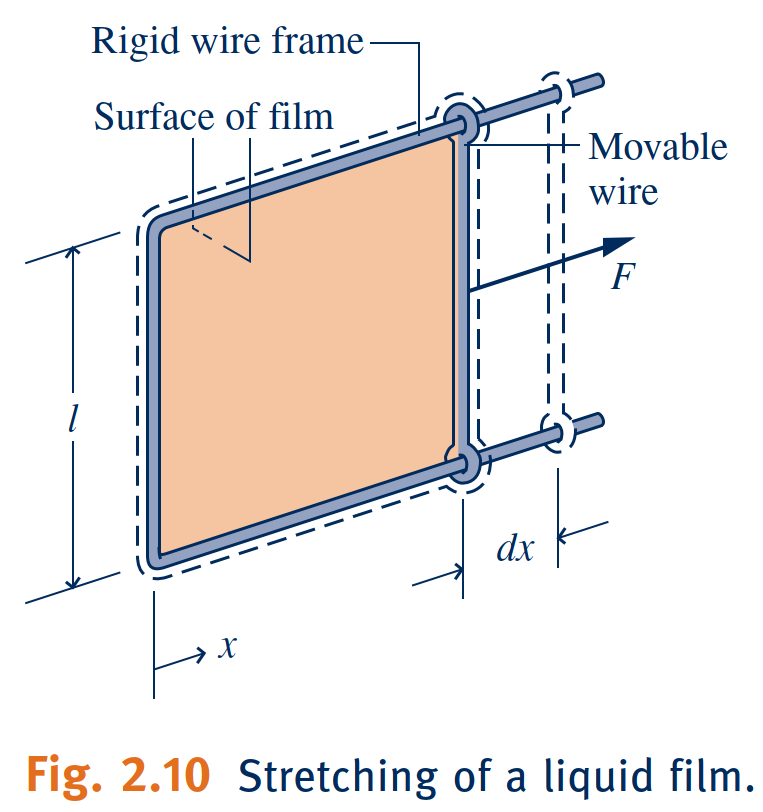 Rigid wire frame
Surface of film
Movable
wire
F
l
dx
x
Fig. 2.10 Stretching of a liquid film.